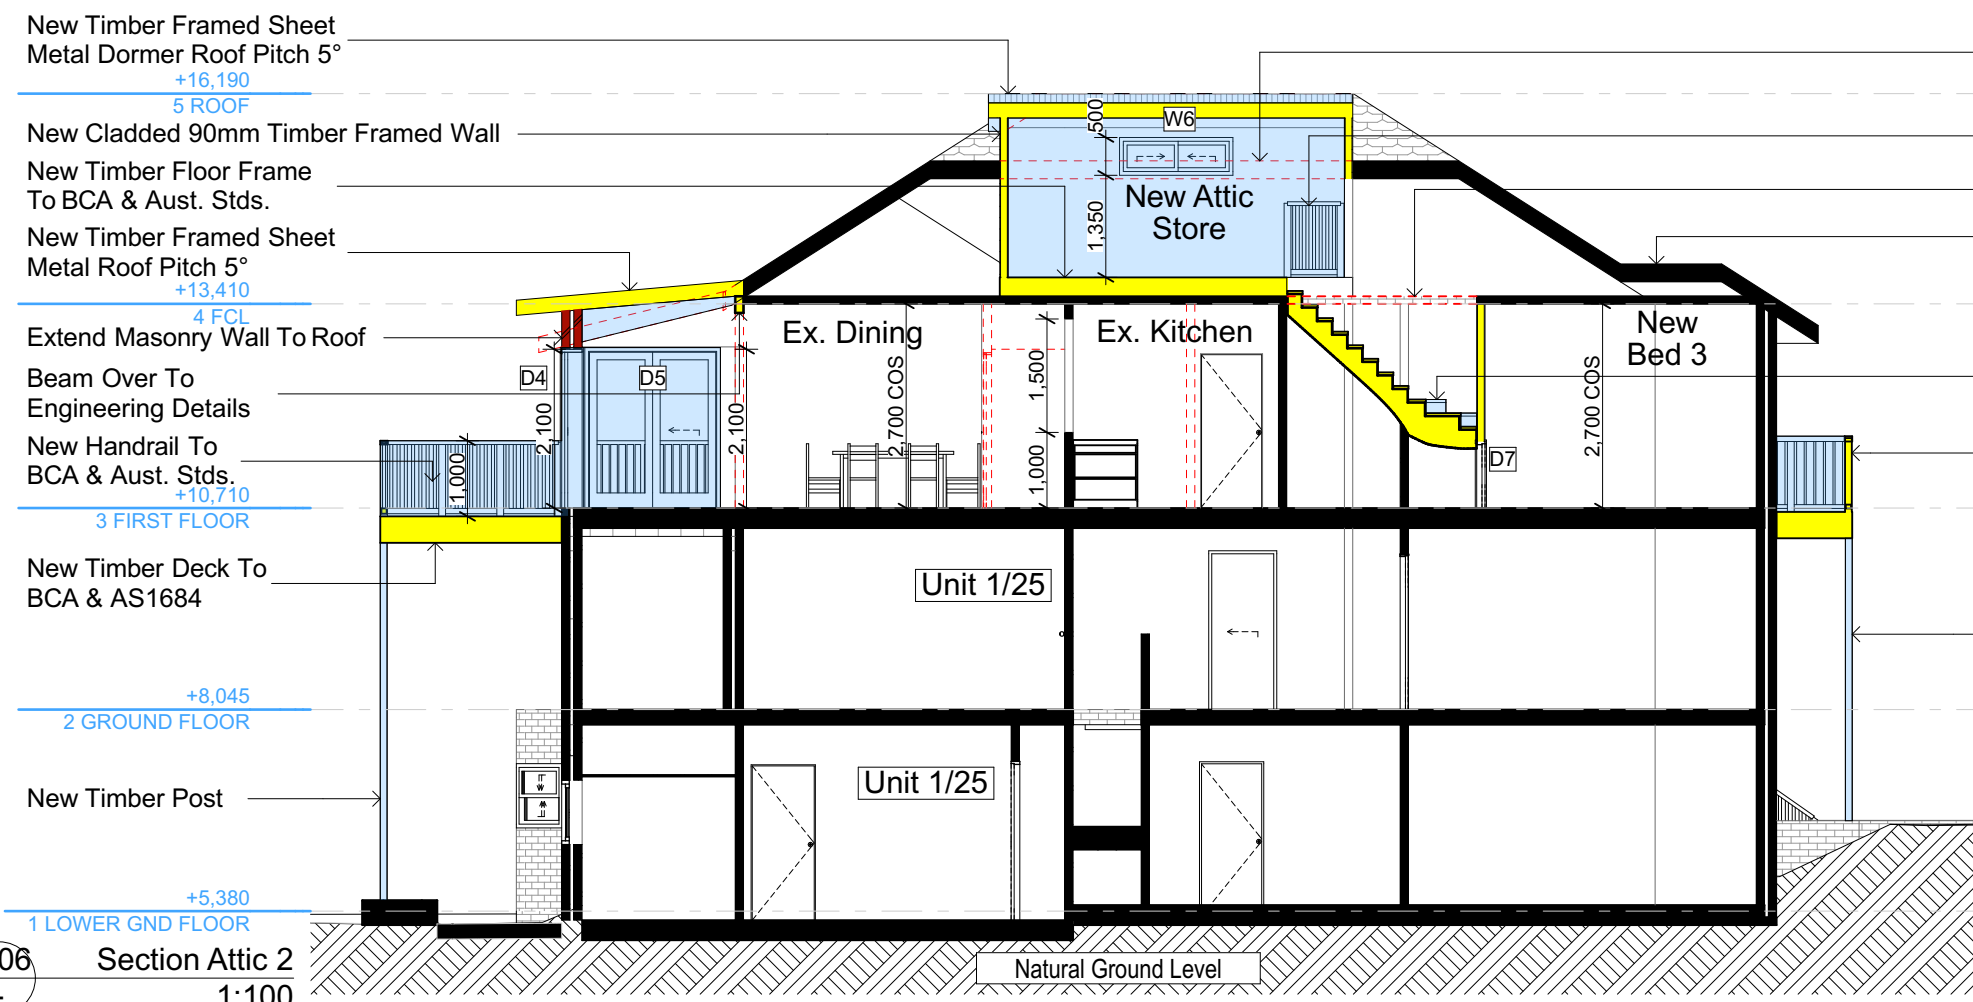 New Timber Framed Sheet
Metal Dormer Roof Pitch 5°
+16,190
5 ROOF
New Cladded 90mm Timber Framed Wall
New Timber Floor Frame
To BCA & Aust. Stds.
New Timber Framed Sheet
Metal Roof Pitch 5°
+13,410
4 FCL
Extend Masonry Wall To Roof
Beam Over To
Engineering Details
New Handrail To
BCA & Aust. Stds.
+10,710
3 FIRST FLOOR
New Timber Deck To
BCA & AS1684
+8,045
2 GROUND FLOOR
New Timber Post
+5,380
1 LOWER GND FLOOR
06
Section Attic 2
1:100
500
W6
New Attic
Store
1,350
Ex. Dining
Ex. Kitchen
New
Bed 3
D4
D5
2,100
2,100
1,000
2,700 COS
1,500
1,000
D7
2,700 COS
Unit 1/25
Unit 1/25
Natural Ground Level